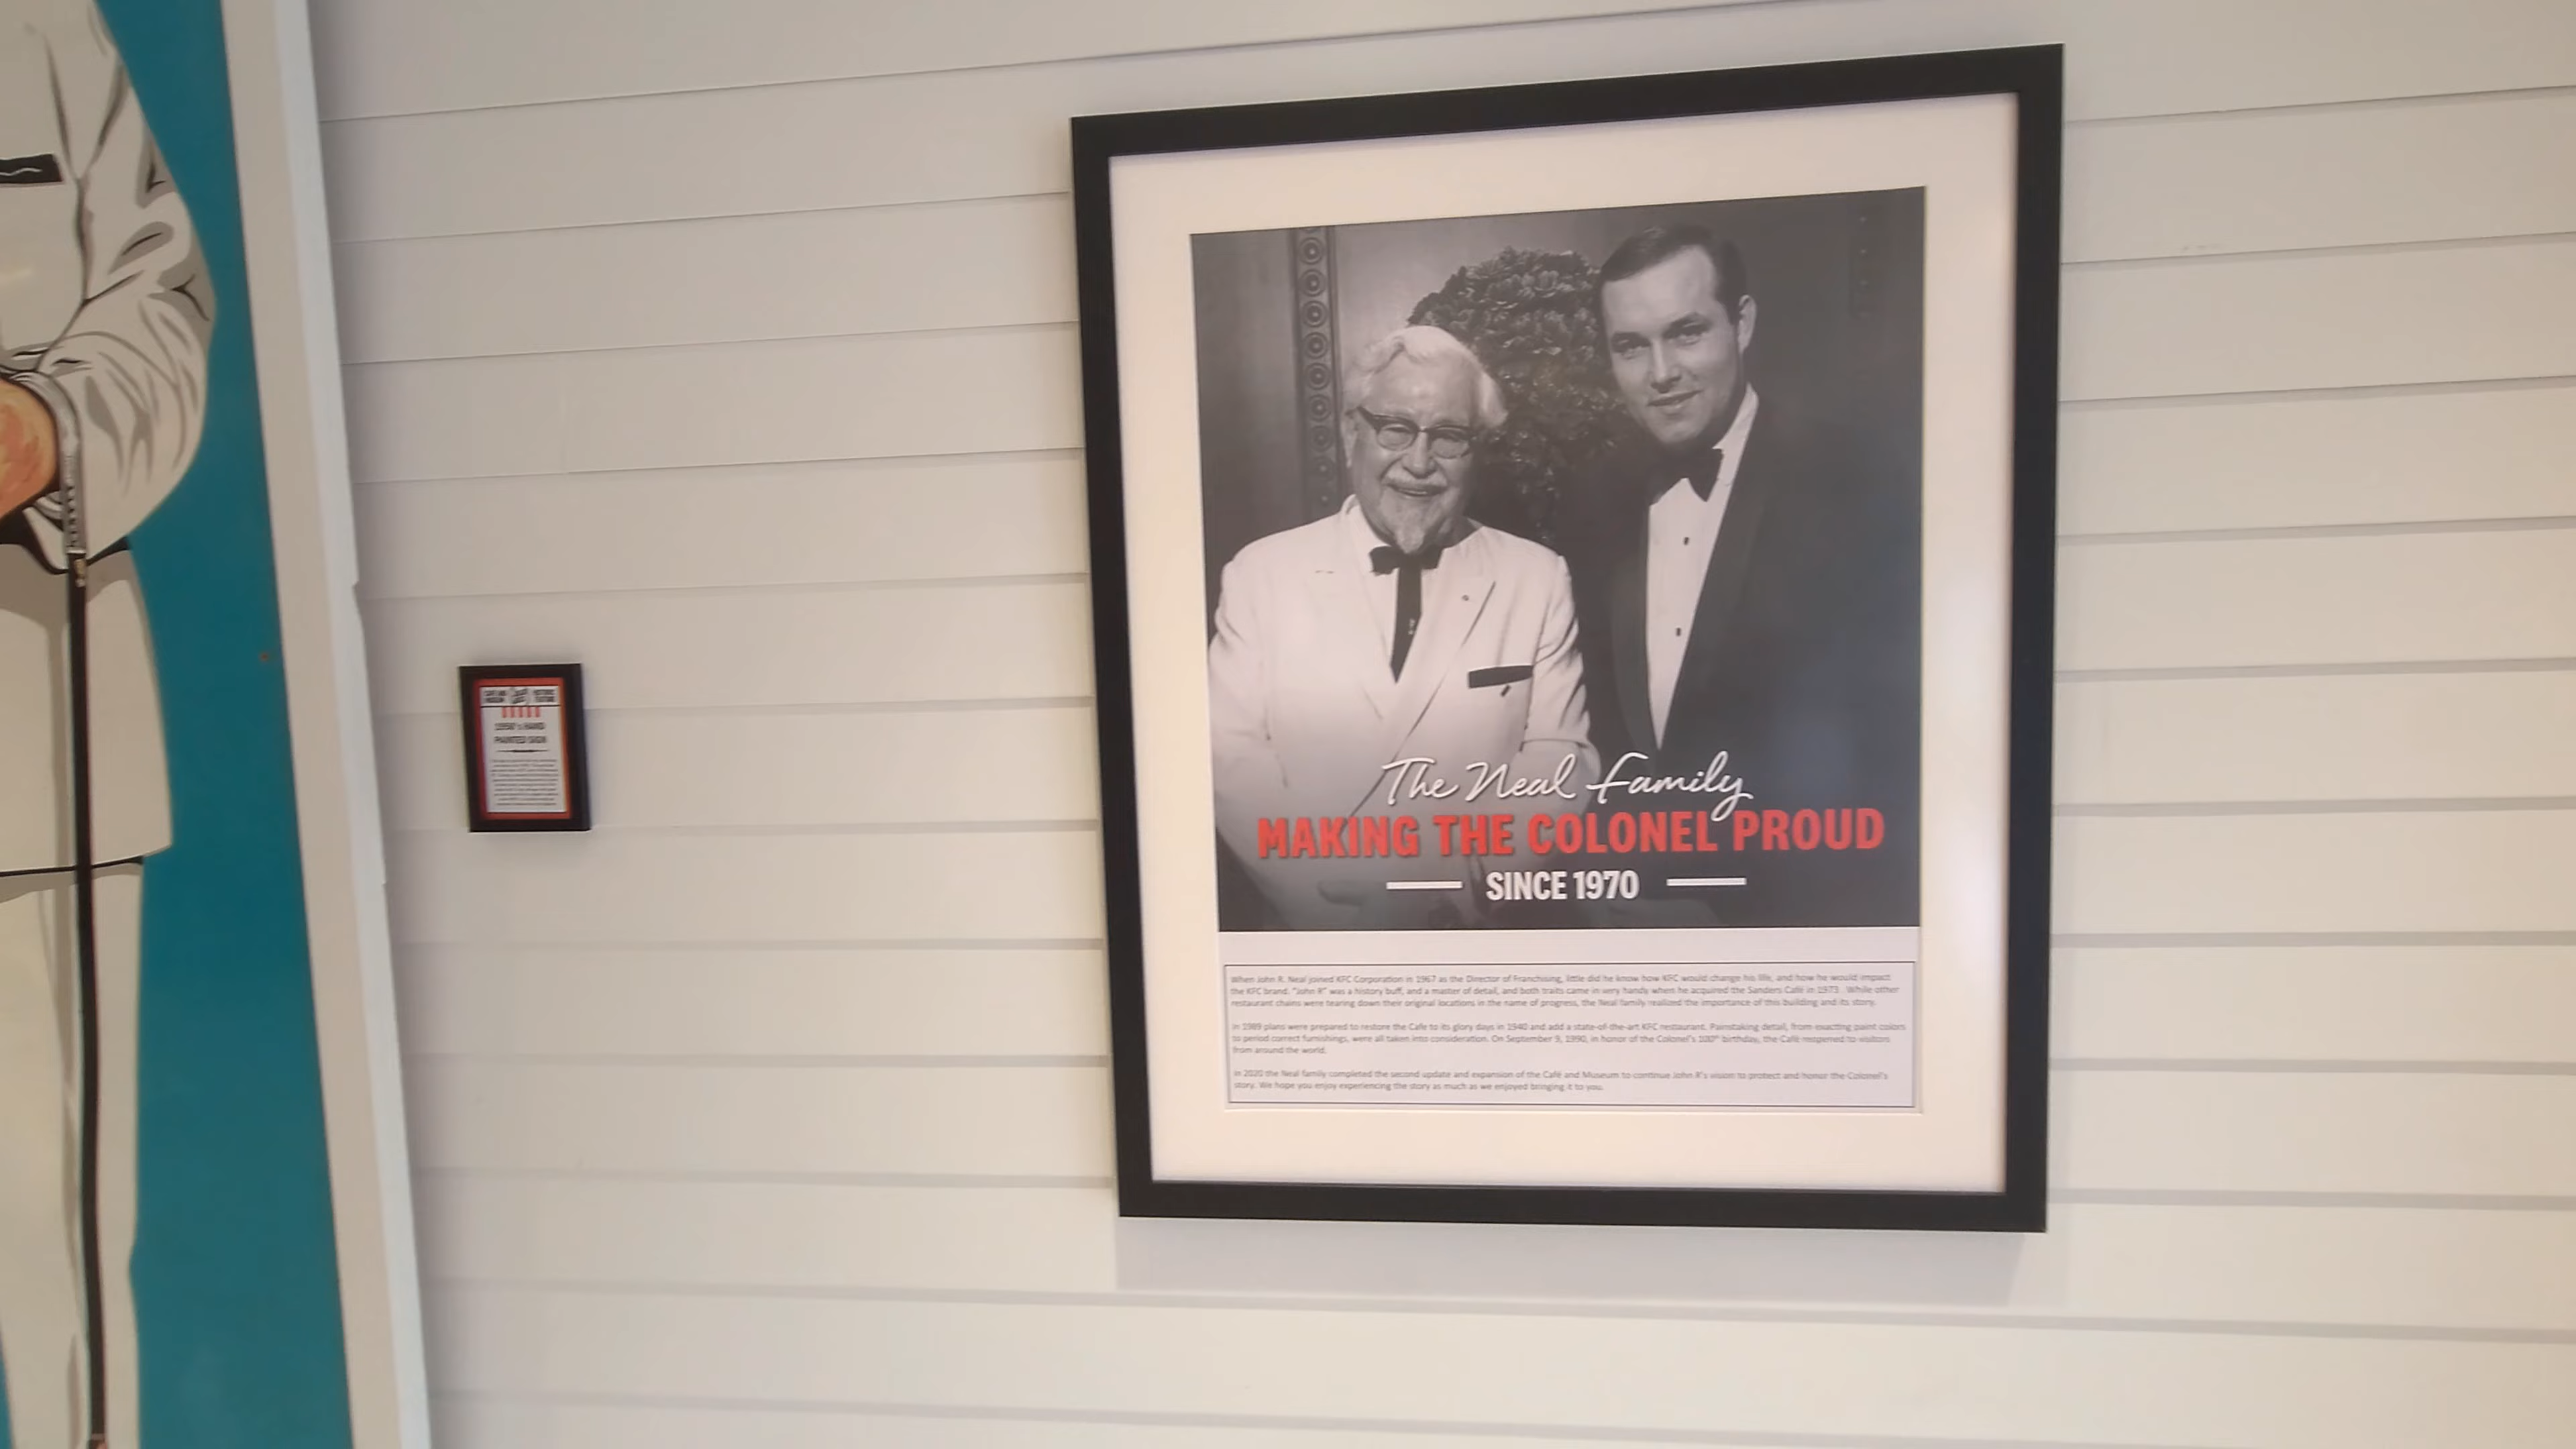 1950's HAND
PAINTED SIGN
The Neal Family
MAKING THE COLONEL PROUD
SINCE 1970
When John R. Neal joined KFC Corporation in 1967 as the Director of Franchising, little did he know how KFC would change his life, and how he would impact
the KFC brand. "John R" was a history buff, and a master of detail, and both traits came in very handy when he acquired the Sanders Café in 1973. While other
restaurant chains were tearing down their original locations in the name of progress, the Neal family realized the importance of this building and its story.
In 1989 plans were prepared to restore the Cafe to its glory days in 1940 and add a state-of-the-art KFC restaurant. Painstaking detail, from exacting paint colors
to period correct furnishings, were all taken into consideration. On September 9, 1990, in honor of the Colonel's 100th birthday, the Café reopened to visitors
from around the world.
In 2020 the Neal family completed the second update and expansion of the Café and Museum to continue John R's vision to protect and honor the Colonel's
story. We hope you enjoy experiencing the story as much as we enjoyed bringing it to you.